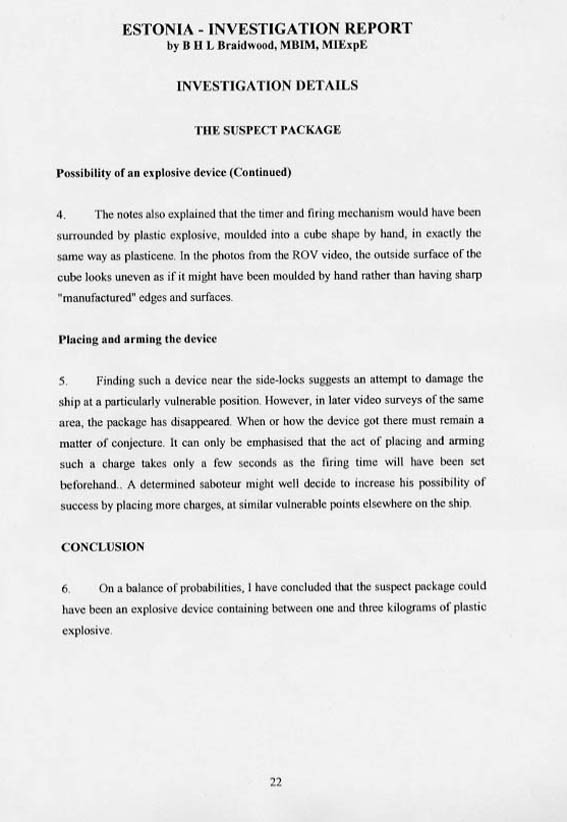 ESTONIA - INVESTIGATION REPORT
by B H L Braidwood, MBIM, MIExpE
INVESTIGATION DETAILS
THE SUSPECT PACKAGE
Possibility of an explosive device (Continued)
4. The notes also explained that the timer and firing mechanism would have been
surrounded by plastic explosive, moulded into a cube shape by hand, in exactly the
same way as plasticene. In the photos from the ROV video, the outside surface of the
cube looks uneven as if it might have been moulded by hand rather than having sharp
"manufactured" edges and surfaces.
Placing and arming the device
5. Finding such a device near the side-locks suggests an attempt to damage the
ship at a particularly vulnerable position. However, in later video surveys of the same
area, the package has disappeared. When or how the device got there must remain a
matter of conjecture. It can only be emphasised that the act of placing and arming
such a charge takes only a few seconds as the firing time will have been set
beforehand.. A determined saboteur might well decide to increase his possibility of
success by placing more charges, at similar vulnerable points elsewhere on the ship.
CONCLUSION
6. On a balance of probabilities, I have concluded that the suspect package could
have been an explosive device containing between one and three kilograms of plastic
explosive.
22